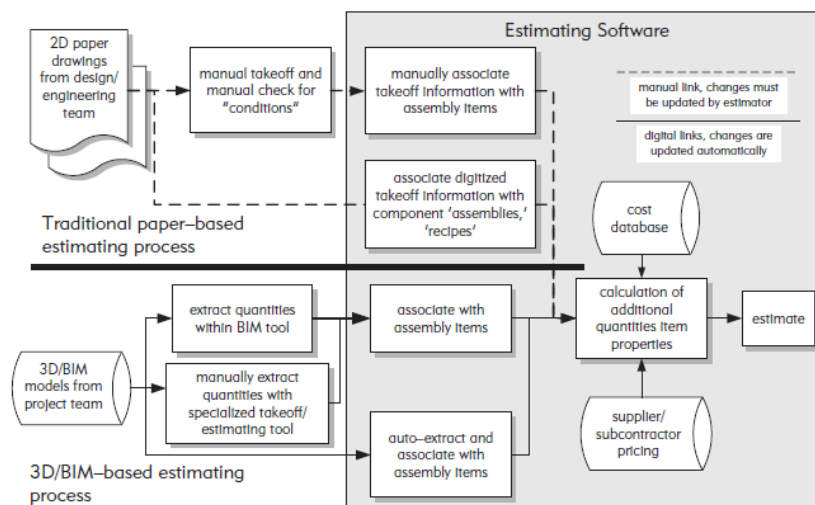 Estimating Software
2D paper
drawings
from design/
engineering
team
manual takeoff and
manual check for
“conditions“
manually associate
takeoff information with
assembly items
manual link, changes must
be updated by estimator
digital links, changes are
updated automatically
associate digitized
takeoff information with
component ‘assemblies,’
‘recipes’
Traditional paper–based
estimating process
cost
database
extract quantities
within BIM tool
associate with
assembly items
calculation of
additional
quantities item
properties
estimate
3D/BIM
models from
project team
manually extract
quantities with
specialized takeoff/
estimating tool
auto–extract and
associate with
assembly items
supplier/
subcontractor
pricing
3D/BIM–based estimating
process